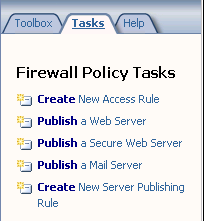 Toolbox Tasks Help
Firewall Policy Tasks
Create New Access Rule
Publish a Web Server
Publish a Secure Web Server
Publish a Mail Server
Create New Server Publishing
Rule